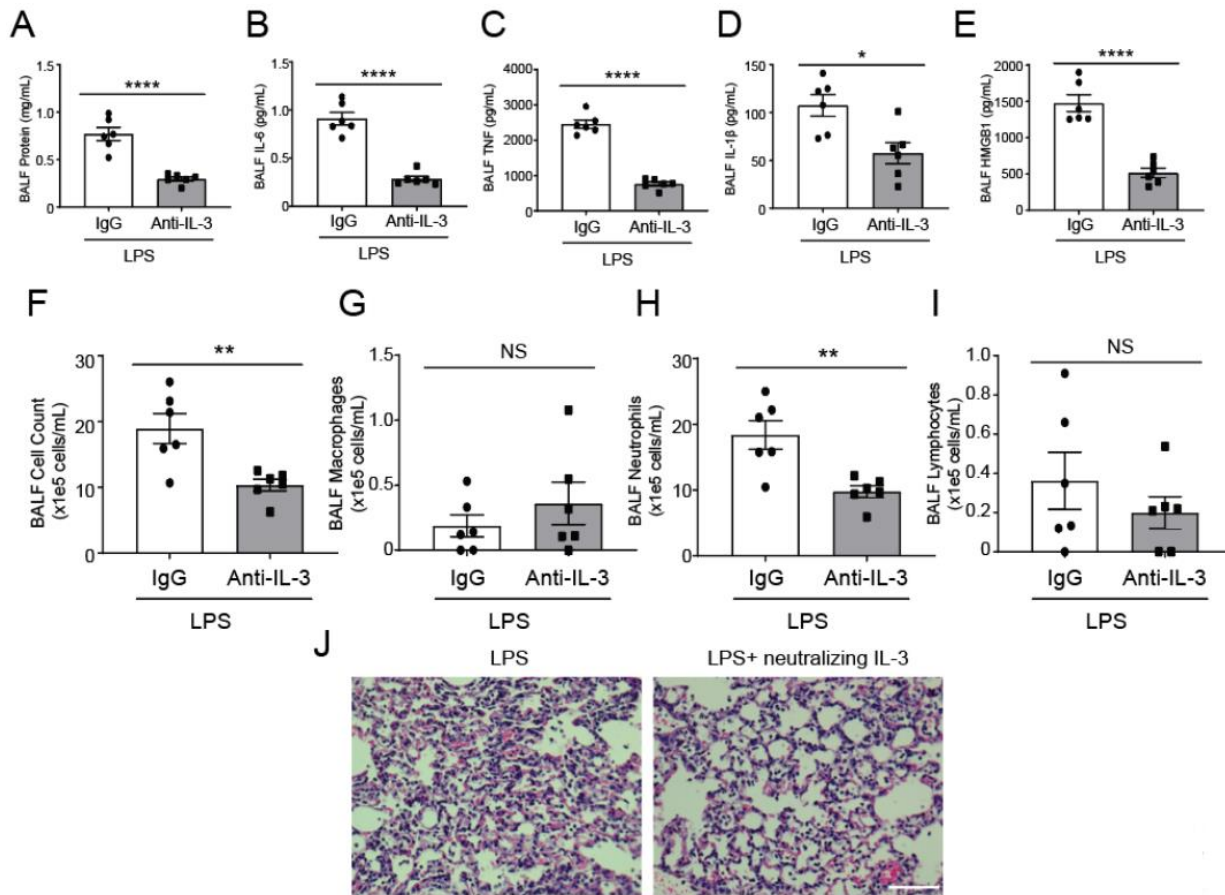 A
BALF Protein (mg/mL)
1.5
1.0
0.5
0
****
IgG Anti-IL-3
LPS
B
BALF IL-6 (pg/mL)
1.5
1.0
0.5
0
****
IgG Anti-IL-3
LPS
C
BALF TNF (pg/mL)
4000
3000
2000
1000
0
****
IgG Anti-IL-3
LPS
D
BALF IL-1β (pg/mL)
150
100
50
0
*
IgG Anti-IL-3
LPS
E
BALF HMGB1 (pg/mL)
2000
1500
1000
500
0
****
IgG Anti-IL-3
LPS
F
BALF Cell Count
(x1e5 cells/mL)
30
20
10
0
**
IgG Anti-IL-3
LPS
G
BALF Macrophages
(x1e5 cells/mL)
1.5
1.0
0.5
0
NS
IgG Anti-IL-3
LPS
H
BALF Neutrophils
(x1e5 cells/mL)
30
20
10
0
**
IgG Anti-IL-3
LPS
I
BALF Lymphocytes
(x1e5 cells/mL)
1.0
0.8
0.6
0.4
0.2
0
NS
IgG Anti-IL-3
LPS
J
LPS
LPS+ neutralizing IL-3